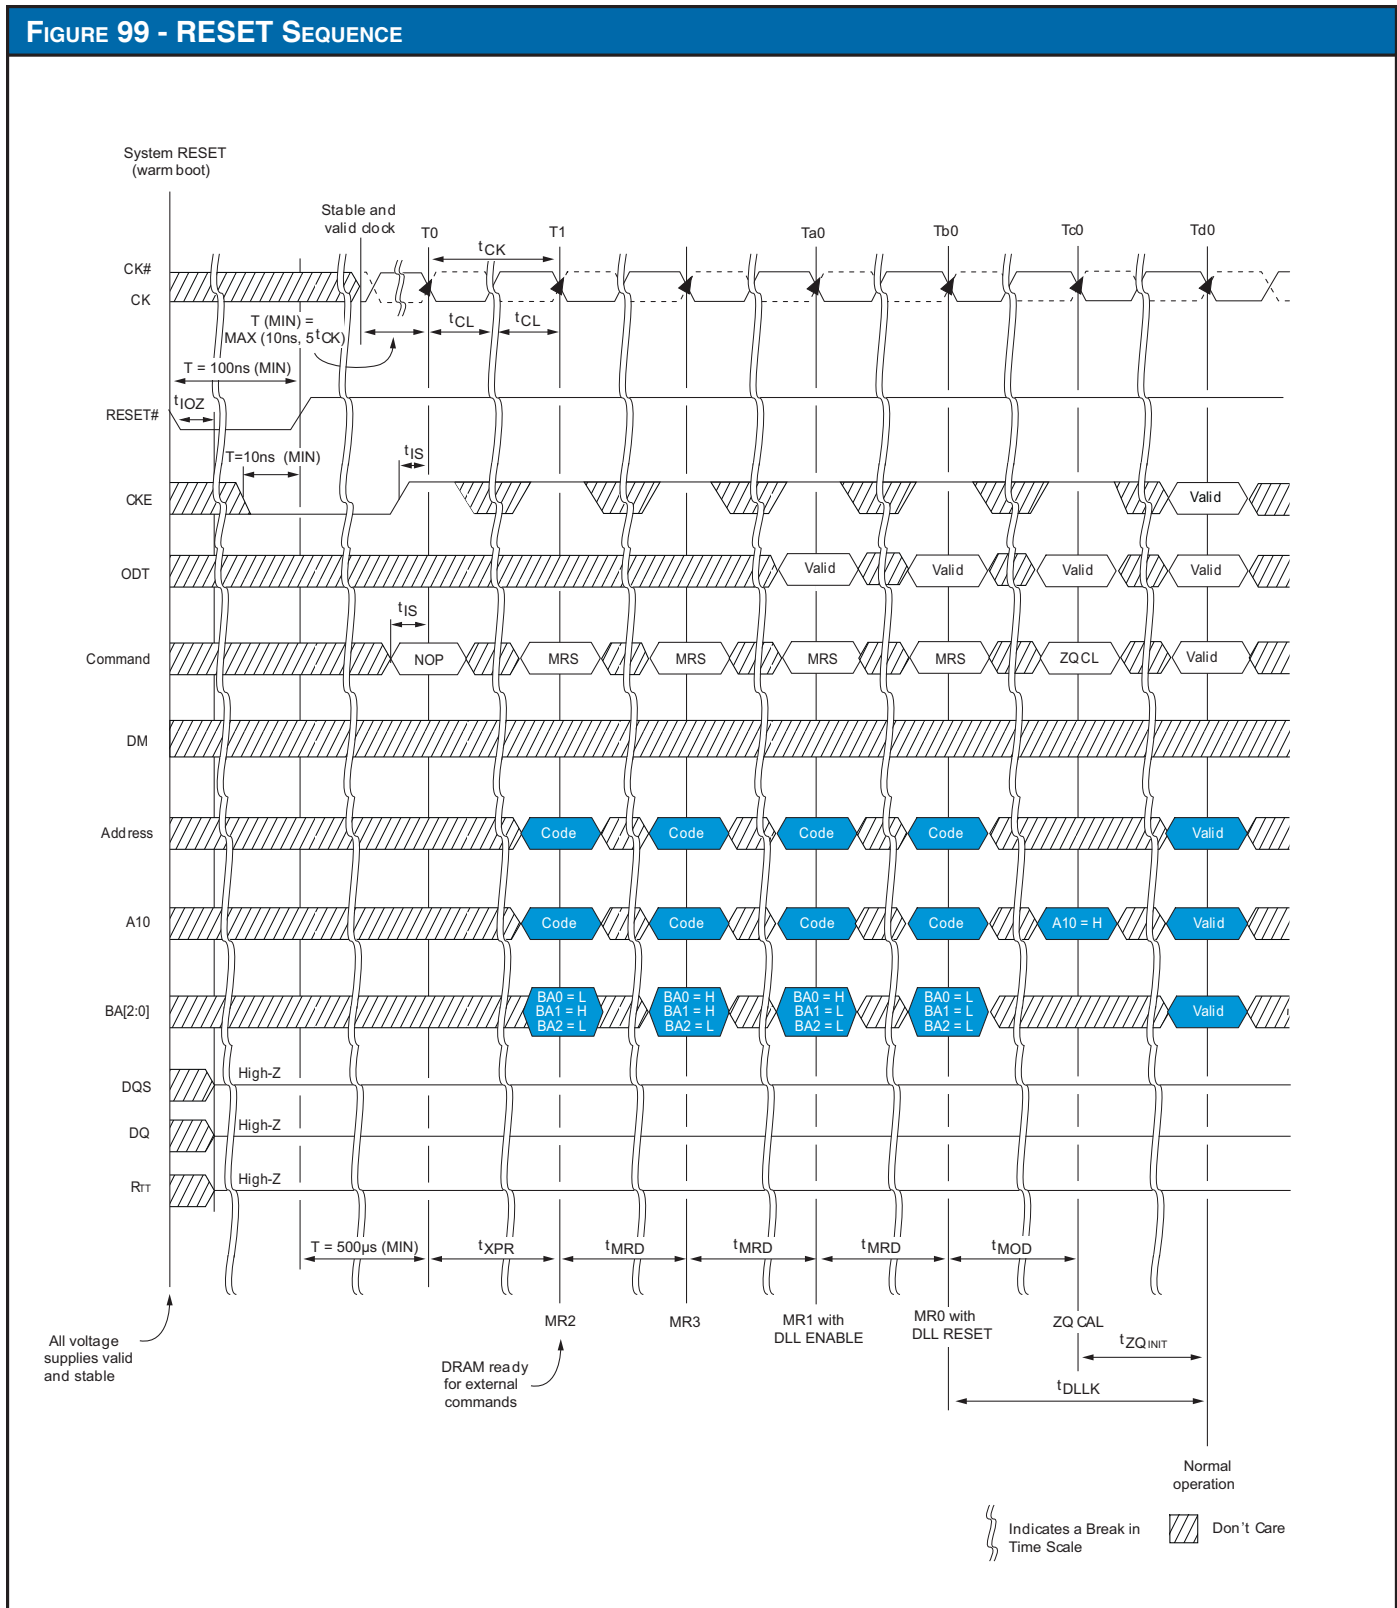 FIGURE 99 - RESET SEQUENCE
System RESET
(warm boot)
Stable and
valid clock
T0
T1
Ta0
Tb0
Tc0
Td0
tCK
CK#
CK
T (MIN) =
MAX (10ns, 5tCK)
tCL
tCL
T = 100ns (MIN)
tIOZ
RESET#
T=10ns (MIN)
tIS
CKE
Valid
ODT
Valid
Valid
Valid
Valid
tIS
Command
NOP
MRS
MRS
MRS
MRS
ZQCL
Valid
DM
Address
Code
Code
Code
Code
Valid
A10
Code
Code
Code
Code
A10 = H
Valid
BA[2:0]
BA0 = L
BA1 = H
BA2 = L
BA0 = H
BA1 = H
BA2 = L
BA0 = H
BA1 = L
BA2 = L
BA0 = L
BA1 = L
BA2 = L
Valid
DQS
High-Z
DQ
High-Z
RTT
High-Z
T = 500µs (MIN)
tXPR
tMRD
tMRD
tMRD
tMOD
MR2
MR3
MR1 with
DLL ENABLE
MR0 with
DLL RESET
ZQ CAL
tZQINIT
All voltage
supplies valid
and stable
DRAM ready
for external
commands
tDLLK
Normal
operation
Indicates a Break in
Time Scale
Don't Care